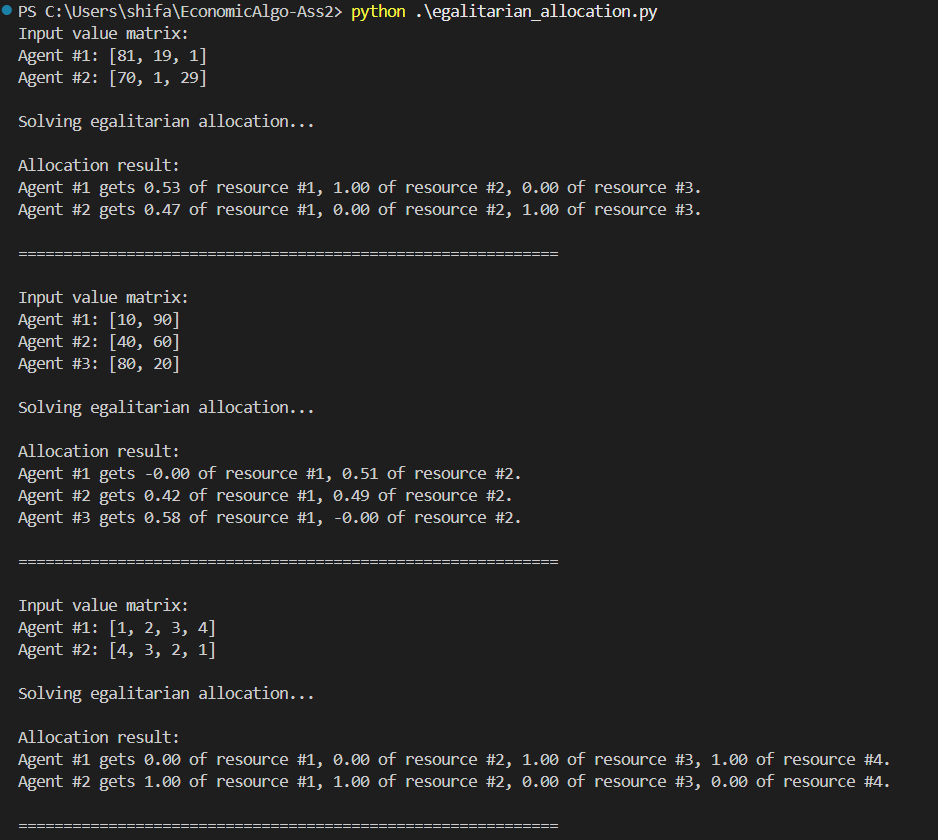 PS C:\Users\shifa\EconomicAlgo-Ass2> python .\egalitarian_allocation.py
Input value matrix:
Agent #1: [81, 19, 1]
Agent #2: [70, 1, 29]
Solving egalitarian allocation...
Allocation result:
Agent #1 gets 0.53 of resource #1, 1.00 of resource #2, 0.00 of resource #3.
Agent #2 gets 0.47 of resource #1, 0.00 of resource #2, 1.00 of resource #3.
============================================================
Input value matrix:
Agent #1: [10, 90]
Agent #2: [40, 60]
Agent #3: [80, 20]
Solving egalitarian allocation...
Allocation result:
Agent #1 gets -0.00 of resource #1, 0.51 of resource #2.
Agent #2 gets 0.42 of resource #1, 0.49 of resource #2.
Agent #3 gets 0.58 of resource #1, -0.00 of resource #2.
============================================================
Input value matrix:
Agent #1: [1, 2, 3, 4]
Agent #2: [4, 3, 2, 1]
Solving egalitarian allocation...
Allocation result:
Agent #1 gets 0.00 of resource #1, 0.00 of resource #2, 1.00 of resource #3, 1.00 of resource #4.
Agent #2 gets 1.00 of resource #1, 1.00 of resource #2, 0.00 of resource #3, 0.00 of resource #4.
============================================================